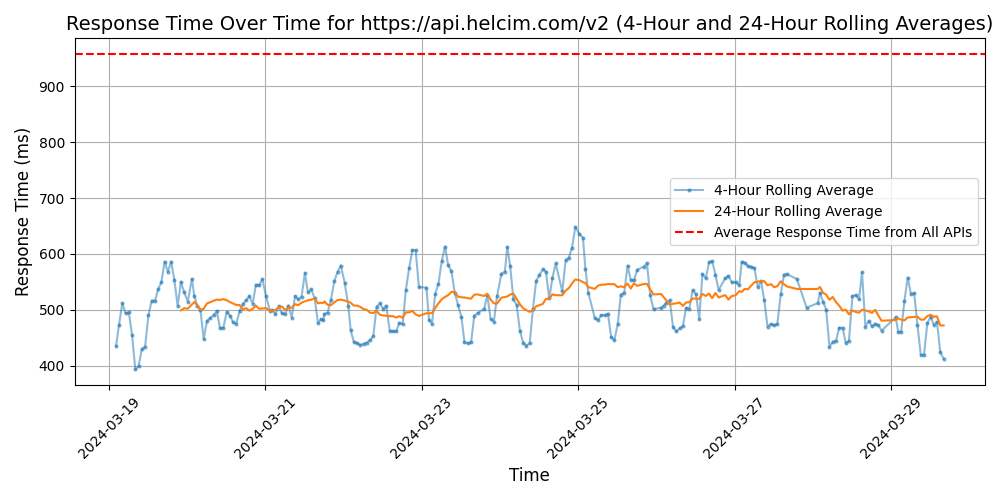 Response Time Over Time for https://api.helcim.com/v2 (4-Hour and 24-Hour Rolling Averages)
Response Time (ms)
900
800
700
600
500
400
4-Hour Rolling Average
24-Hour Rolling Average
Average Response Time from All APIs
2024-03-19
2024-03-21
2024-03-23
2024-03-25
2024-03-27
2024-03-29
Time